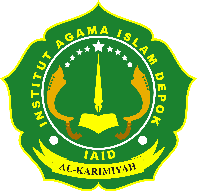 INSTITUT AGAMA ISLAM DEPOK
IAID
AL-KARIMIYAH